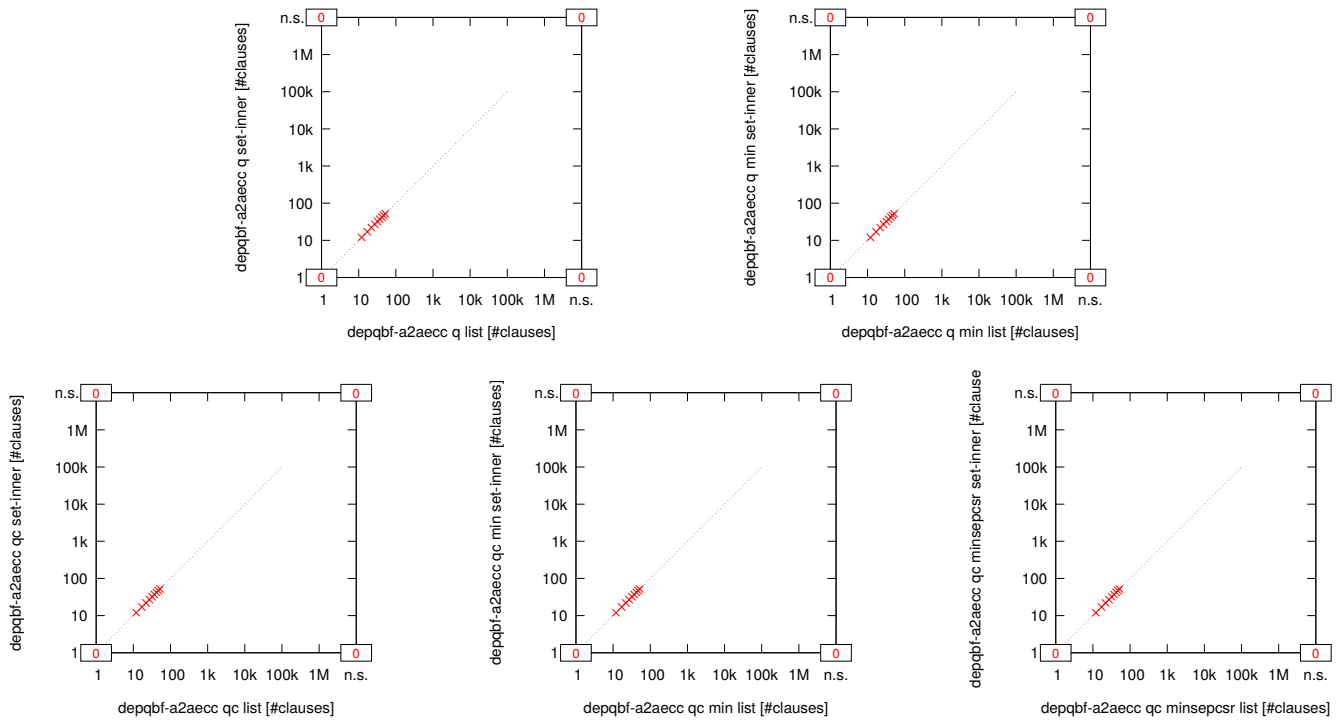 n.s. 0 0
1M
100k
10k
1k
100
10
1 0 0
1 10 100 1k 10k 100k 1M n.s.
depqbf-a2aecc q set-inner [#clauses]
depqbf-a2aecc q list [#clauses]
n.s. 0 0
1M
100k
10k
1k
100
10
1 0 0
1 10 100 1k 10k 100k 1M n.s.
depqbf-a2aecc q min set-inner [#clauses]
depqbf-a2aecc q min list [#clauses]
n.s. 0 0
1M
100k
10k
1k
100
10
1 0 0
1 10 100 1k 10k 100k 1M n.s.
depqbf-a2aecc qc set-inner [#clauses]
depqbf-a2aecc qc list [#clauses]
n.s. 0 0
1M
100k
10k
1k
100
10
1 0 0
1 10 100 1k 10k 100k 1M n.s.
depqbf-a2aecc qc min set-inner [#clauses]
depqbf-a2aecc qc min list [#clauses]
n.s. 0 0
1M
100k
10k
1k
100
10
1 0 0
1 10 100 1k 10k 100k 1M n.s.
depqbf-a2aecc qc minsepcsr set-inner [#clause
depqbf-a2aecc qc minsepcsr list [#clauses]